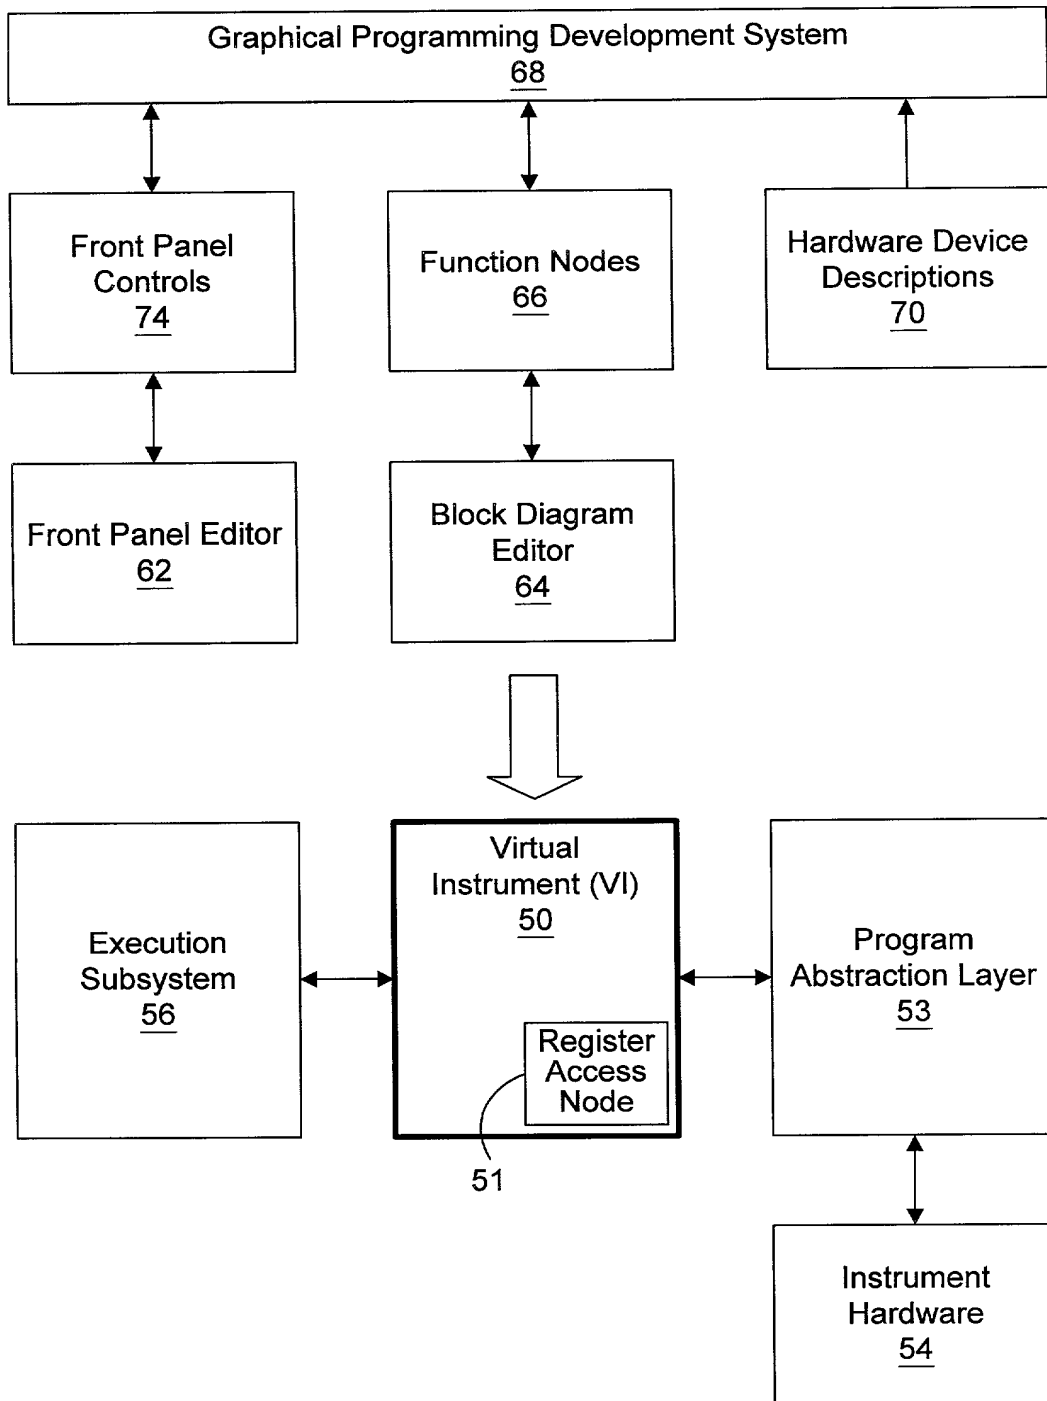 Graphical Programming Development System
68
Front Panel
Controls
74
Function Nodes
66
Hardware Device
Descriptions
70
Front Panel Editor
62
Block Diagram
Editor
64
Execution
Subsystem
56
Virtual
Instrument (VI)
50
Register
Access
Node
51
Program
Abstraction Layer
53
Instrument
Hardware
54